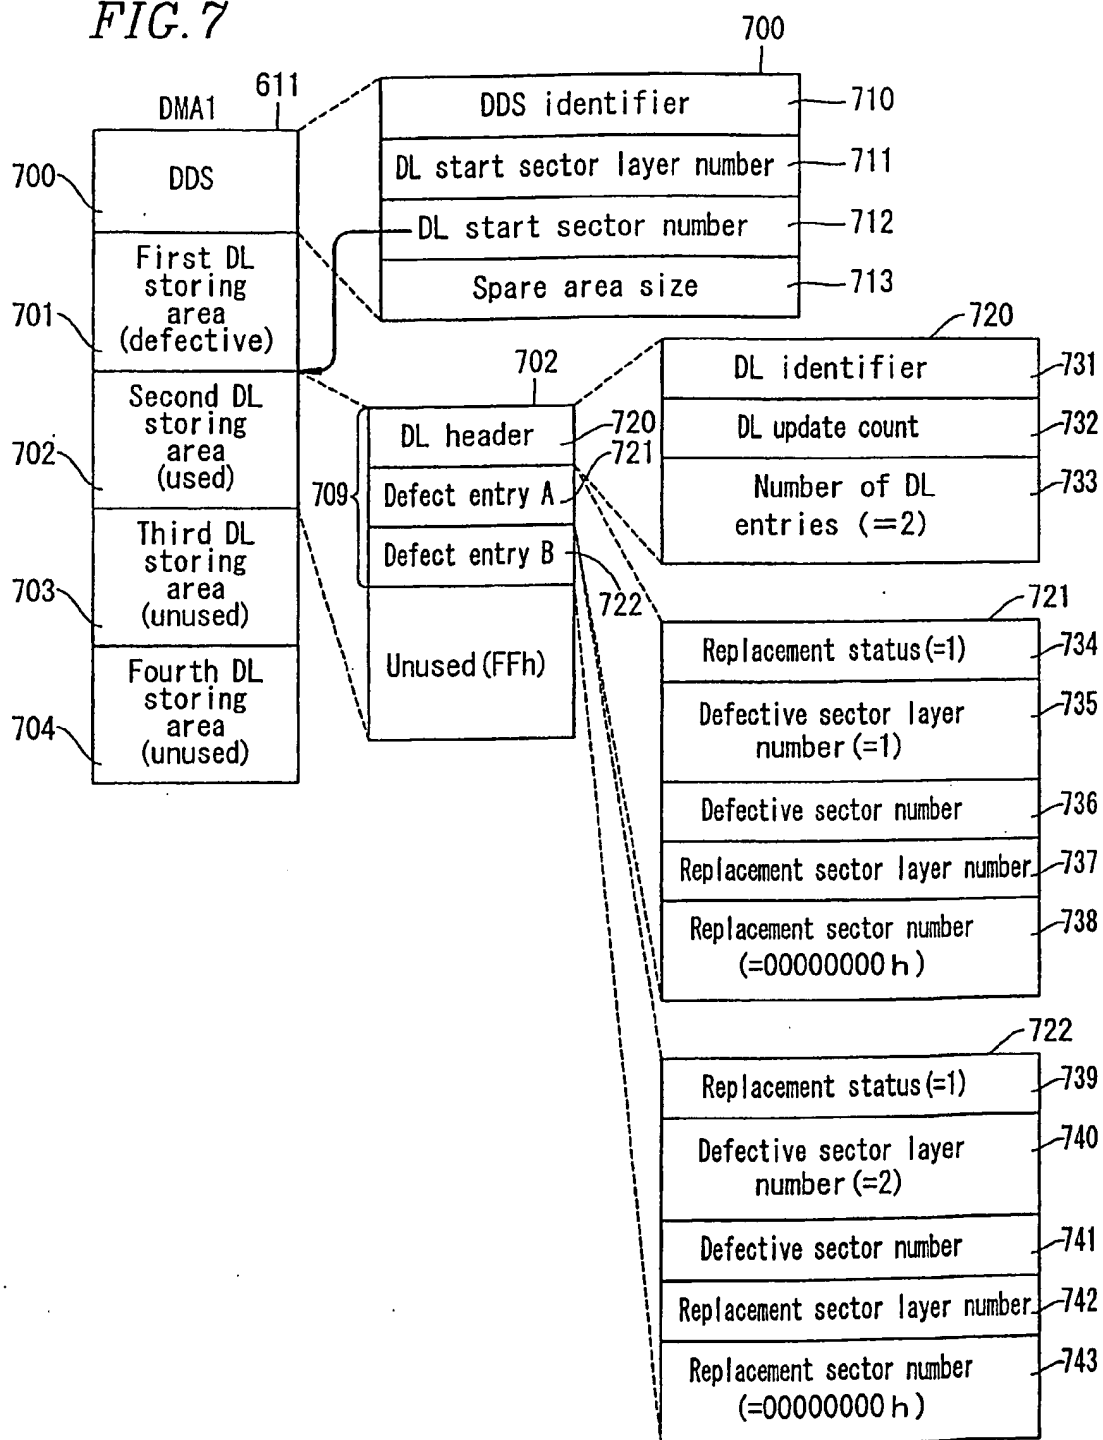 FIG. 7
DMA1
611
700
DDS
701
First DL
storing
area
(defective)
702
Second DL
storing
area
(used)
703
Third DL
storing
area
(unused)
704
Fourth DL
storing
area
(unused)
700
DDS identifier
710
DL start sector layer number
711
DL start sector number
712
Spare area size
713
702
709
DL header
720
Defect entry A
721
Defect entry B
722
Unused (FFh)
720
DL identifier
731
DL update count
732
Number of DL
entries (=2)
733
721
Replacement status(=1)
734
Defective sector layer
number(=1)
735
Defective sector number
736
Replacement sector layer number
737
Replacement sector number
(=00000000h)
738
722
Replacement status(=1)
739
Defective sector layer
number(=2)
740
Defective sector number
741
Replacement sector layer number
742
Replacement sector number
(=00000000h)
743